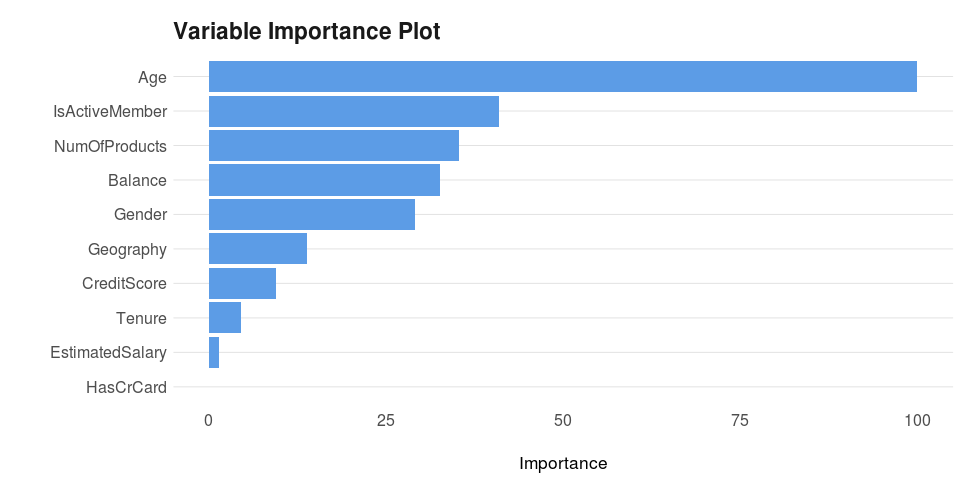 Variable Importance Plot
Age
IsActiveMember
NumOfProducts
Balance
Gender
Geography
CreditScore
Tenure
EstimatedSalary
HasCrCard
0 25 50 75 100
Importance